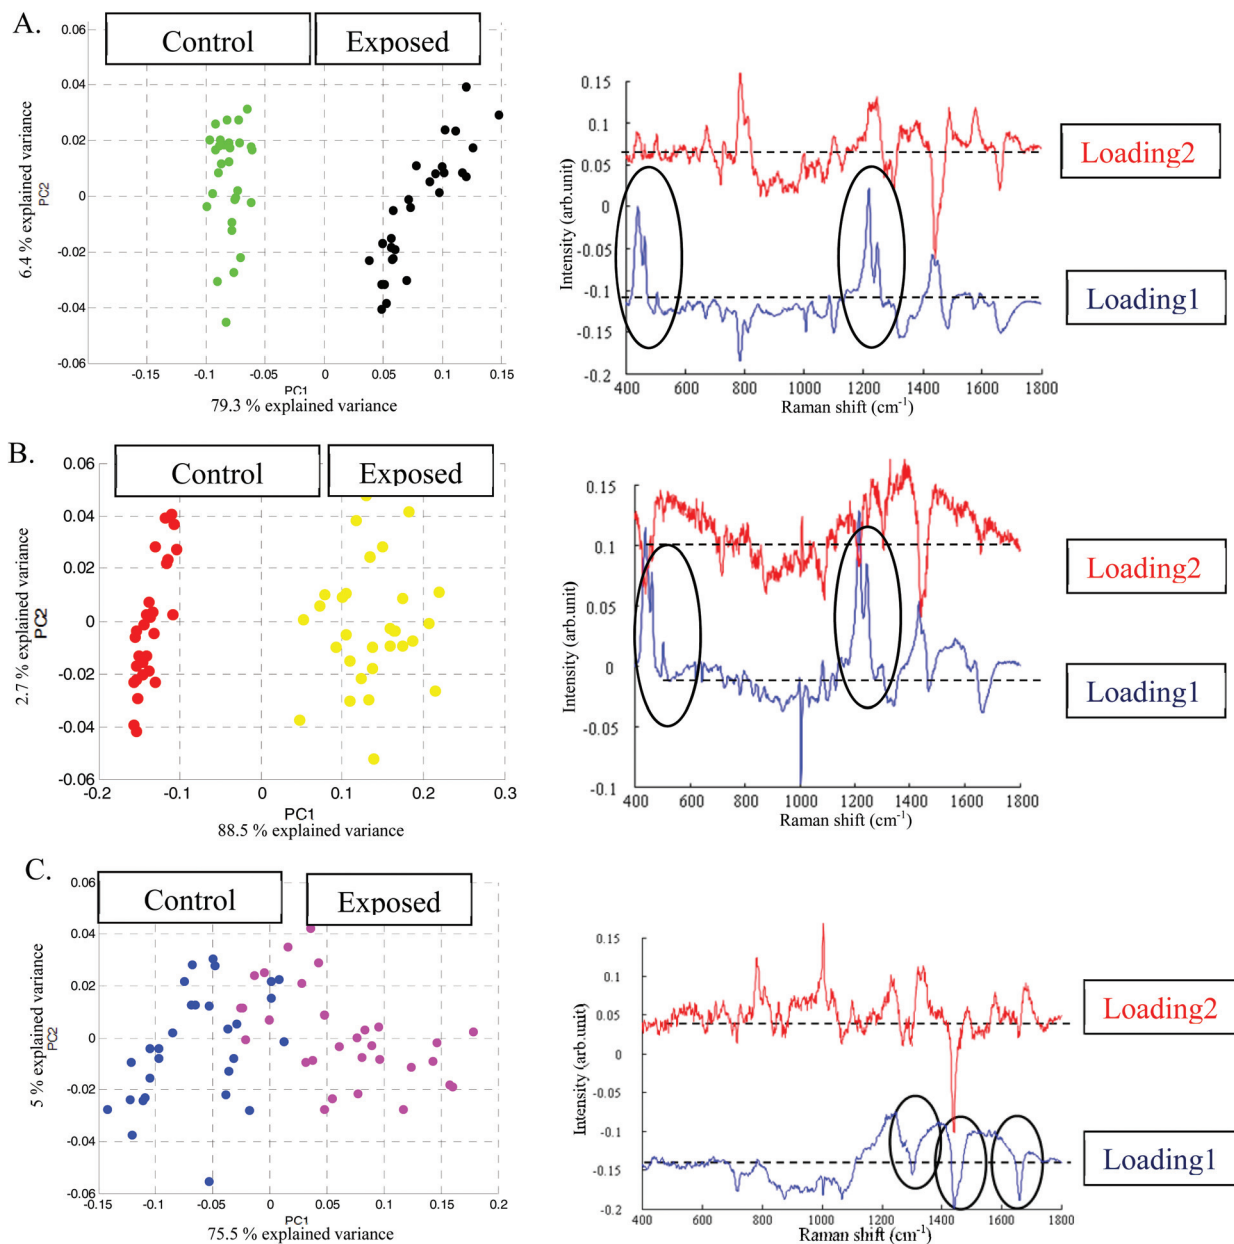 A.
Control
Exposed
0.06
0.04
0.02
0
-0.02
-0.04
-0.06
6.4 % explained variance
PC2
-0.15
-0.1
-0.05
0
0.05
0.1
0.15
PC1
79.3 % explained variance
0.15
0.1
0.05
0
-0.05
-0.1
-0.15
-0.2
Intensity (arb.unit)
400
600
800
1000
1200
1400
1600
1800
Raman shift (cm-1)
Loading2
Loading1
B.
Control
Exposed
0.06
0.04
0.02
0
-0.02
-0.04
-0.06
2.7 % explained variance
PC2
-0.2
-0.1
0
0.1
0.2
0.3
PC1
88.5 % explained variance
0.15
0.1
0.05
0
-0.05
-0.1
Intensity (arb.unit)
400
600
800
1000
1200
1400
1600
1800
Raman shift (cm-1)
Loading2
Loading1
C.
Control
Exposed
0.06
0.04
0.02
0
-0.02
-0.04
-0.06
5 % explained variance
PC2
-0.15
-0.1
-0.05
0
0.05
0.1
0.15
0.2
PC1
75.5 % explained variance
0.15
0.1
0.05
0
-0.05
-0.1
-0.15
-0.2
Intensity (arb.unit)
400
600
800
1000
1200
1400
1600
1800
Raman shift (cm-1)
Loading2
Loading1